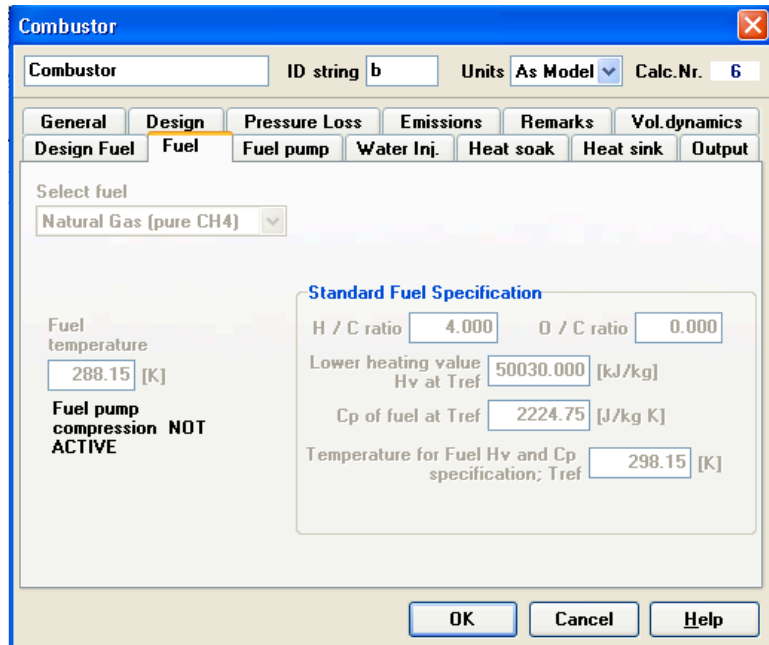 Combustor
Combustor ID string b Units As Model Calc.Nr. 6
General Design Pressure Loss Emissions Remarks Vol.dynamics
Design Fuel Fuel Fuel pump Water Inj. Heat soak Heat sink Output
Select fuel
Natural Gas (pure CH4)
Fuel
temperature
288.15 [K]
Fuel pump
compression NOT
ACTIVE
Standard Fuel Specification
H / C ratio 4.000 O / C ratio 0.000
Lower heating value
Hv at Tref 50030.000 [kJ/kg]
Cp of fuel at Tref 2224.75 [J/kg K]
Temperature for Fuel Hv and Cp
specification; Tref 298.15 [K]
OK Cancel Help